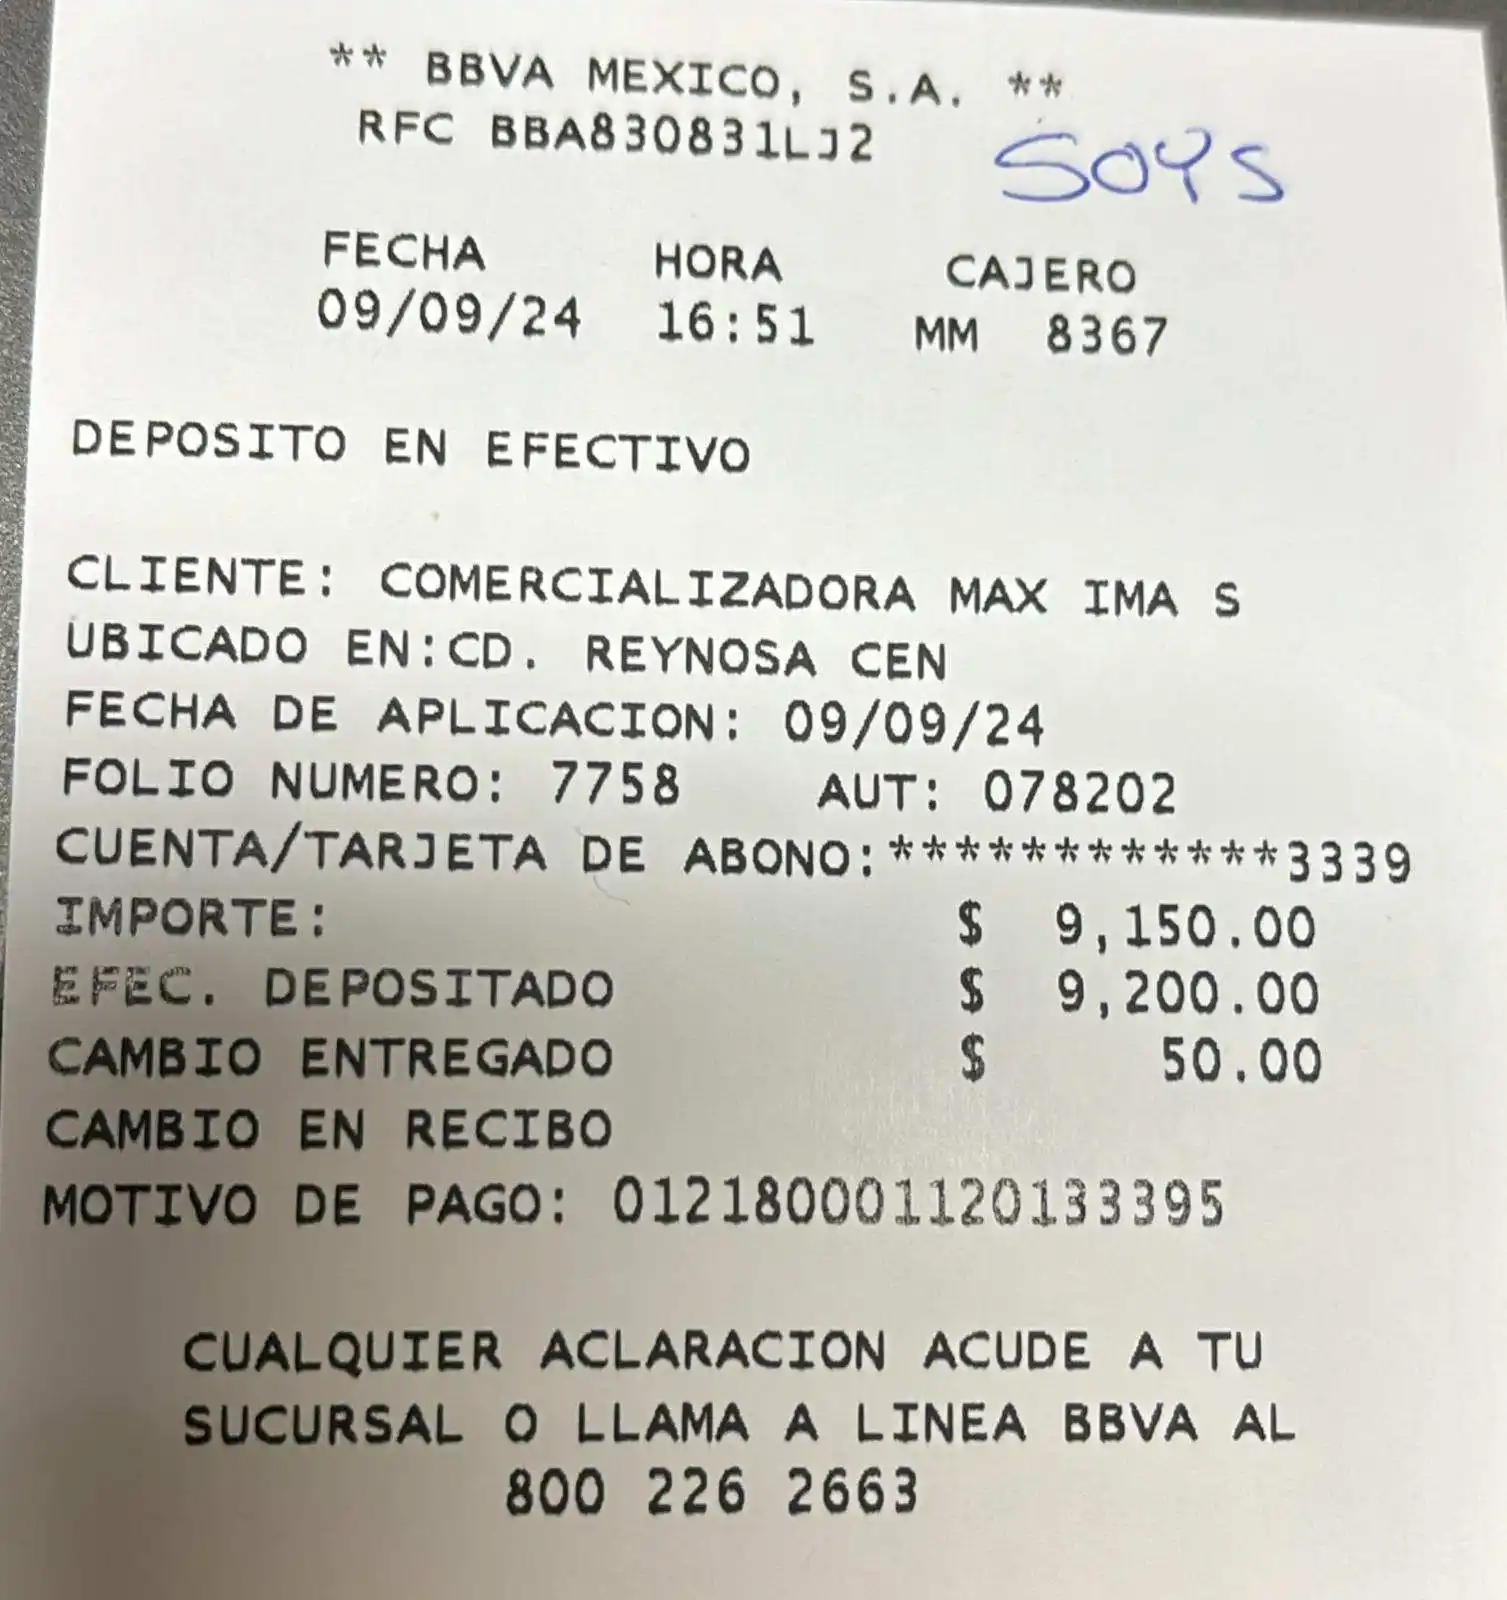 ** BBVA MEXICO, S.A. **
RFC BBA830831LJ2
SOYS
FECHA HORA CAJERO
09/09/24 16:51 MM 8367
DEPOSITO EN EFECTIVO
CLIENTE: COMERCIALIZADORA MAX IMA S
UBICADO EN:CD. REYNOSA CEN
FECHA DE APLICACION: 09/09/24
FOLIO NUMERO: 7758 AUT: 078202
CUENTA/TARJETA DE ABONO:************3339
IMPORTE: $ 9,150.00
EFEC. DEPOSITADO $ 9,200.00
CAMBIO ENTREGADO $ 50.00
CAMBIO EN RECIBO
MOTIVO DE PAGO: 012180001120133395
CUALQUIER ACLARACION ACUDE A TU
SUCURSAL O LLAMA A LINEA BBVA AL
800 226 2663